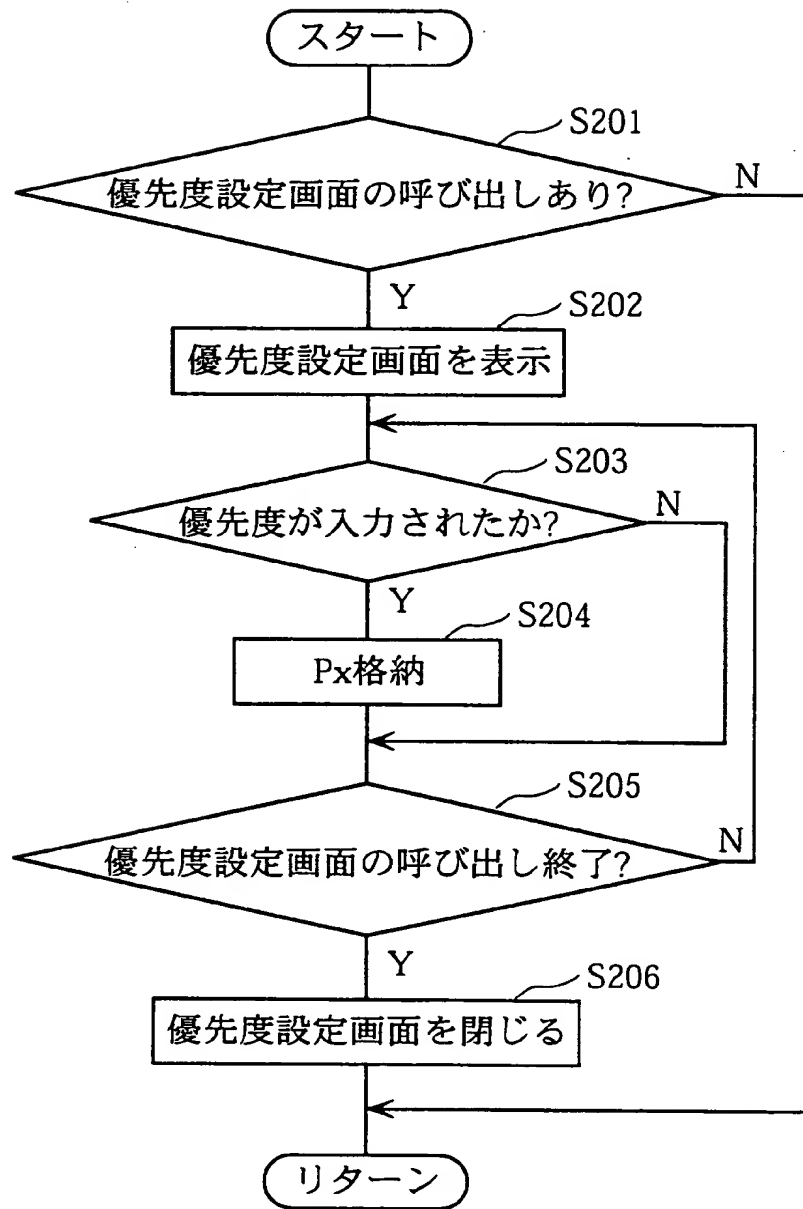 スタート
S201
優先度設定画面の呼び出しあり?
N
Y
S202
優先度設定画面を表示
S203
優先度が入力されたか?
N
Y
S204
Px格納
S205
優先度設定画面の呼び出し終了?
N
Y
S206
優先度設定画面を閉じる
リターン